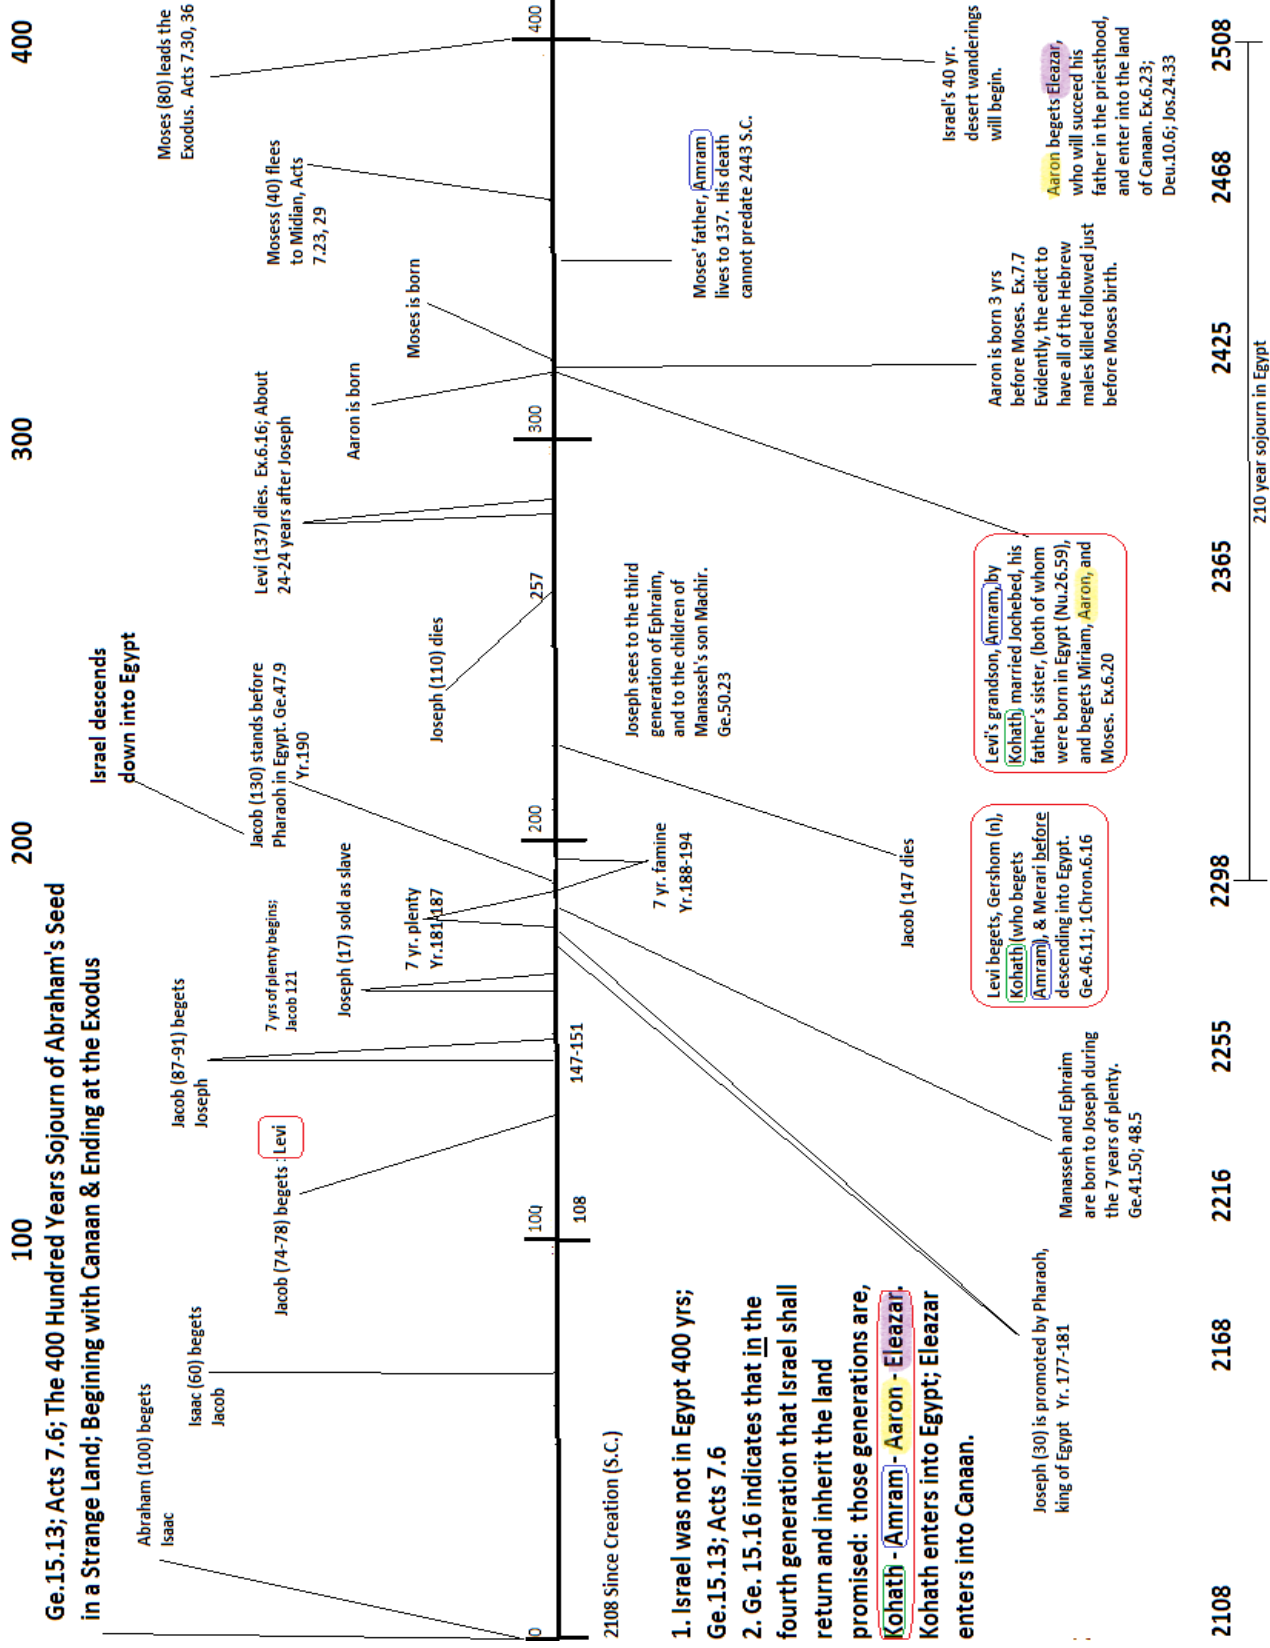 100
200
300
400
Ge.15.13; Acts 7.6; The 400 Hundred Years Sojourn of Abraham's Seed
in a Strange Land; Begining with Canaan & Ending at the Exodus
Israel descends
down into Egypt
Moses (80) leads the
Exodus. Acts 7.30, 36
Abraham (100) begets
Isaac
Isaac (60) begets
Jacob
Jacob (87-91) begets
Joseph
Jacob (74-78) begets : Levi
7 yrs of plenty begins;
Jacob 121
Jacob (130) stands before
Pharaoh in Egypt. Ge.47.9
Yr.190
Levi (137) dies. Ex.6.16; About
24-24 years after Joseph
Mosess (40) flees
to Midian, Acts
7.23, 29
Joseph (17) sold as slave
Aaron is born
7 yr. plenty
Yr.181-187
Joseph (110) dies
Moses is born
0
100
200
257
300
400
108
147-151
2108 Since Creation (S.C.)
7 yr. famine
Yr.188-194
Joseph sees to the third
generation of Ephraim,
and to the children of
Manasseh's son Machir.
Ge.50.23
Moses' father, Amram
lives to 137. His death
cannot predate 2443 S.C.
1. Israel was not in Egypt 400 yrs;
Ge.15.13; Acts 7.6
2. Ge. 15.16 indicates that in the
fourth generation that Israel shall
return and inherit the land
promised: those generations are,
Kohath - Amram - Aaron - Eleazar.
Kohath enters into Egypt; Eleazar
enters into Canaan.
Jacob (147 dies
Israel's 40 yr.
desert wanderings
will begin.
Levi begets, Gershom (n),
Kohath (who begets
Amram), & Merari before
descending into Egypt.
Ge.46.11; 1Chron.6.16
Levi's grandson, Amram, by
Kohath, married Jochebed, his
father's sister, (both of whom
were born in Egypt (Nu.26.59),
and begets Miriam, Aaron, and
Moses. Ex.6.20
Aaron is born 3 yrs
before Moses. Ex.7.7
Evidently, the edict to
have all of the Hebrew
males killed followed just
before Moses birth.
Aaron begets Eleazar,
who will succeed his
father in the priesthood,
and enter into the land
of Canaan. Ex.6.23;
Deu.10.6; Jos.24.33
Joseph (30) is promoted by Pharaoh,
king of Egypt Yr. 177-181
Manasseh and Ephraim
are born to Joseph during
the 7 years of plenty.
Ge.41.50; 48.5
2108
2168
2216
2255
2298
2365
2425
2468
2508
210 year sojourn in Egypt